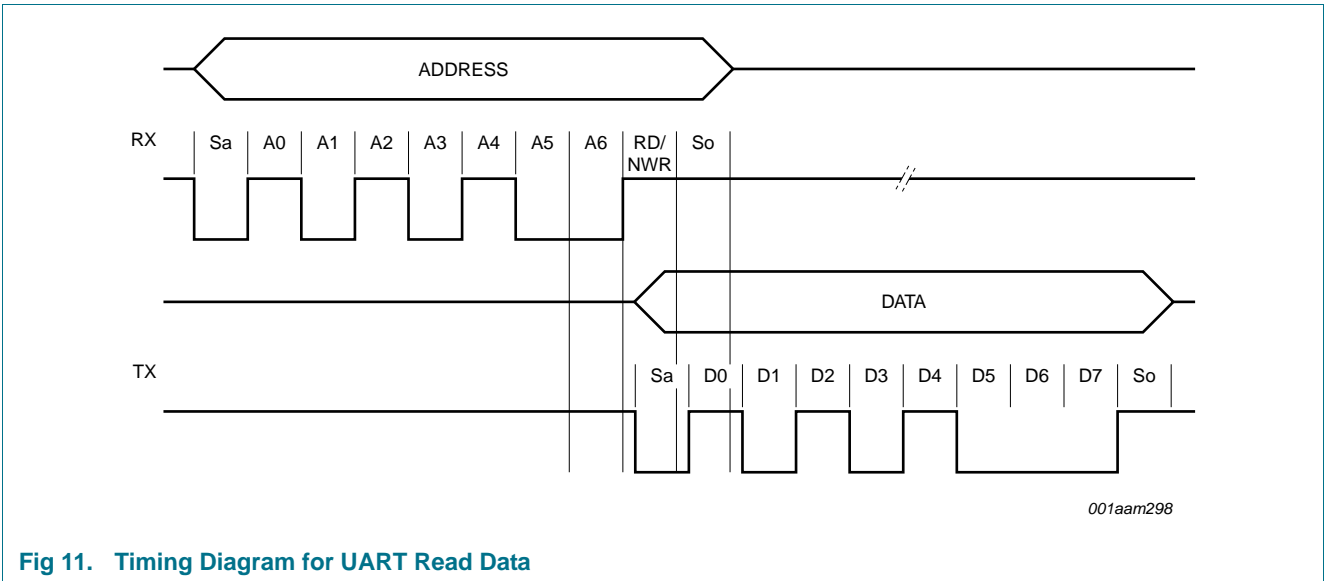 ADDRESS
RX Sa A0 A1 A2 A3 A4 A5 A6 RD/ So
NWR
DATA
TX Sa D0 D1 D2 D3 D4 D5 D6 D7 So
001aam298
Fig 11. Timing Diagram for UART Read Data